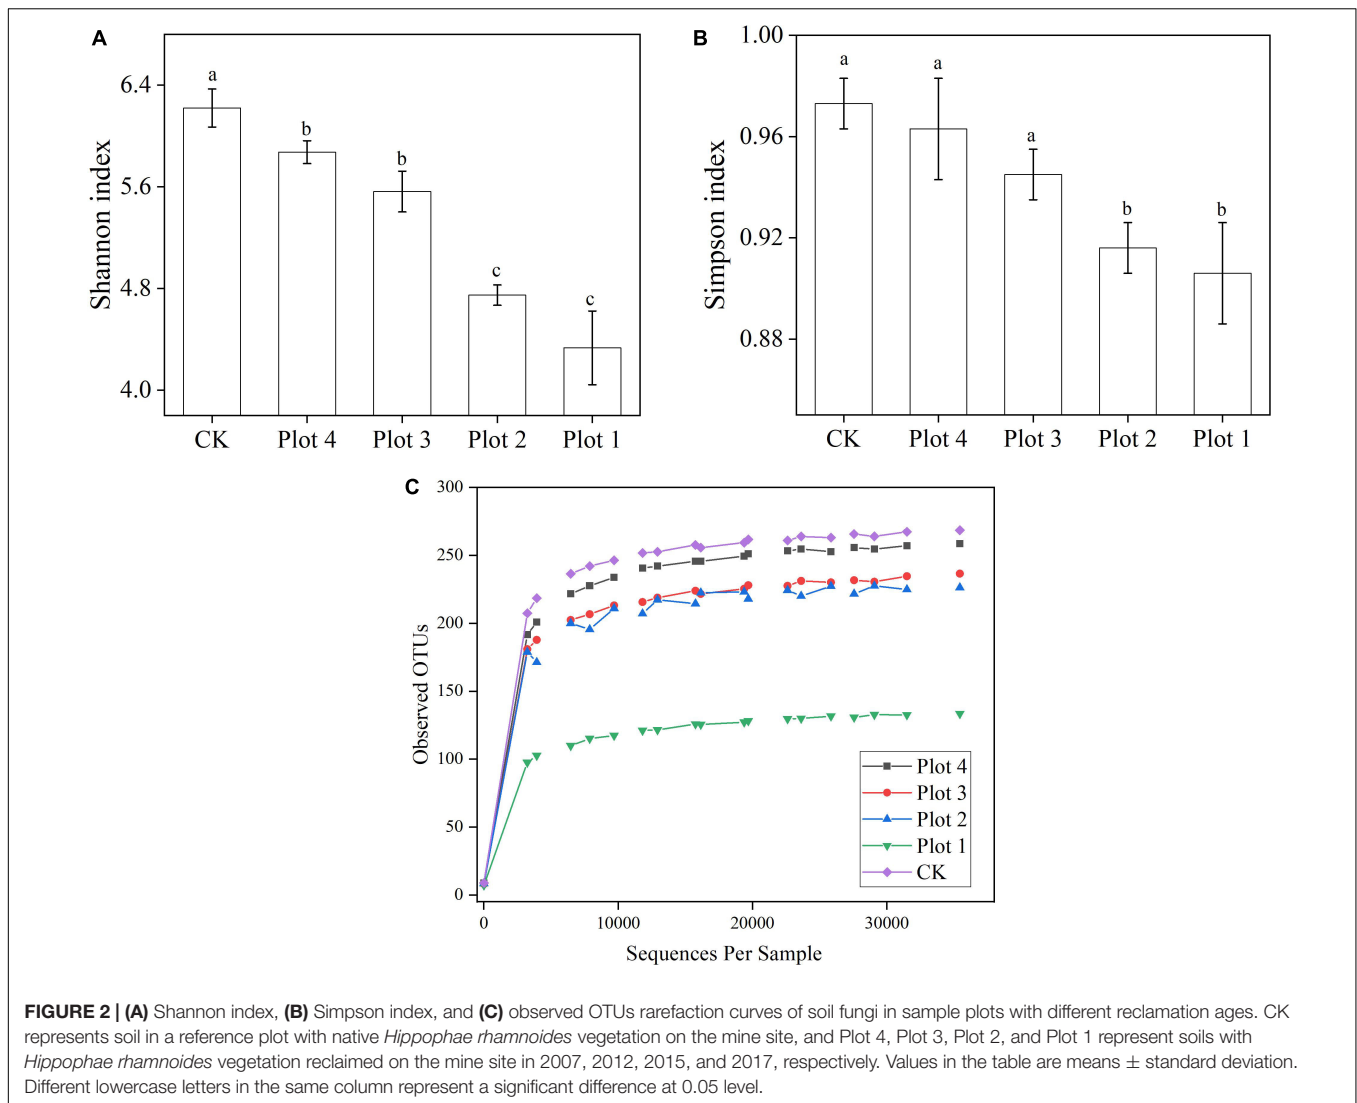 A
Shannon index
6.4
5.6
4.8
4.0
a
b
b
c
c
CK Plot 4 Plot 3 Plot 2 Plot 1
B
Simpson index
1.00
0.96
0.92
0.88
a
a
a
b
b
CK Plot 4 Plot 3 Plot 2 Plot 1
C
Observed OTUs
300
250
200
150
100
50
0
Plot 4
Plot 3
Plot 2
Plot 1
CK
0 10000 20000 30000
Sequences Per Sample
FIGURE 2 | (A) Shannon index, (B) Simpson index, and (C) observed OTUs rarefaction curves of soil fungi in sample plots with different reclamation ages. CK
represents soil in a reference plot with native Hippophae rhamnoides vegetation on the mine site, and Plot 4, Plot 3, Plot 2, and Plot 1 represent soils with
Hippophae rhamnoides vegetation reclaimed on the mine site in 2007, 2012, 2015, and 2017, respectively. Values in the table are means ± standard deviation.
Different lowercase letters in the same column represent a significant difference at 0.05 level.